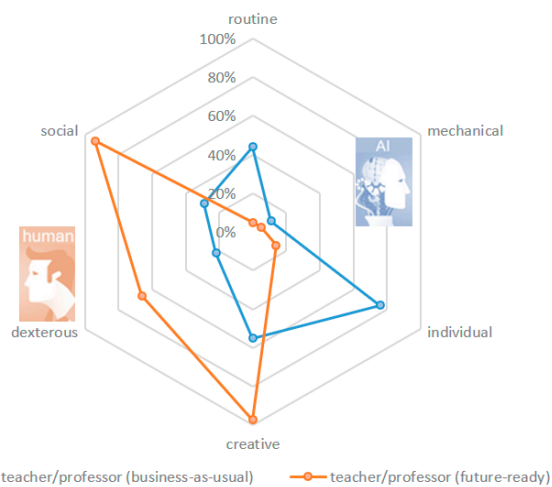 routine
100%
80%
60%
40%
20%
0%
social
mechanical
AI
human
dexterous
individual
creative
teacher/professor (business-as-usual)
teacher/professor (future-ready)